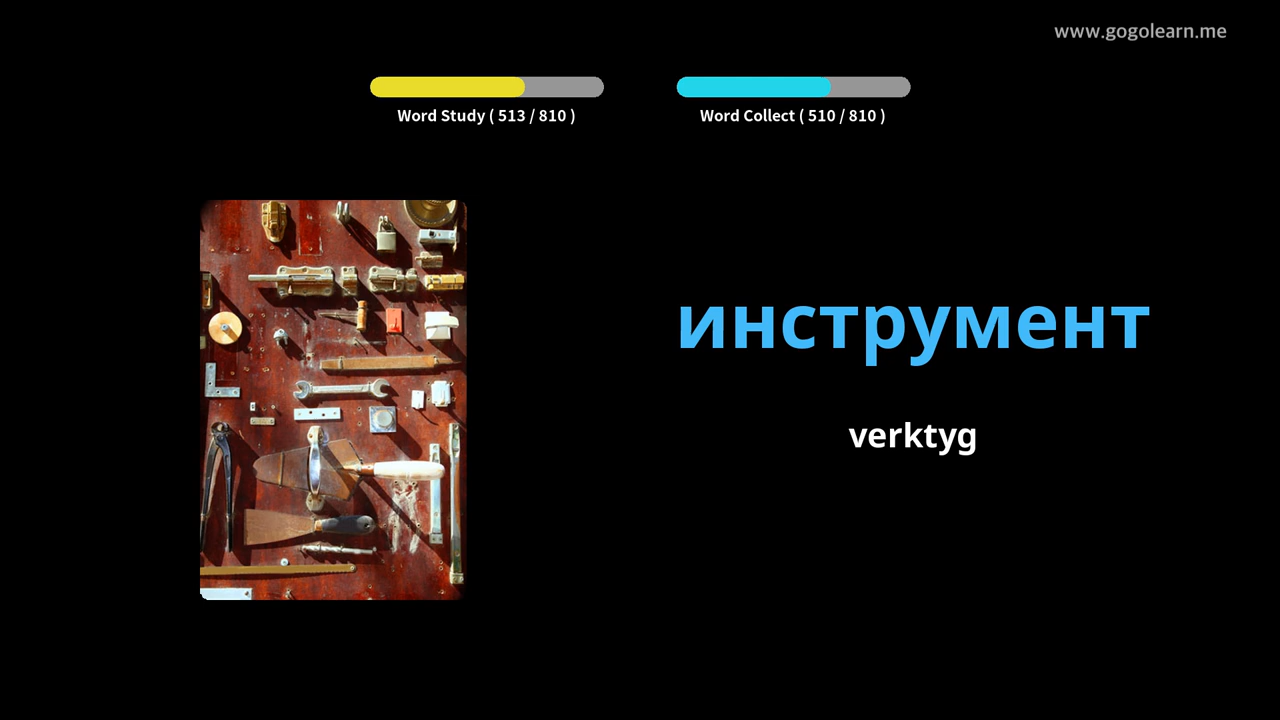 www.gogolearn.me
Word Study ( 513 / 810 )
Word Collect ( 510 / 810 )
инструмент
verktyg